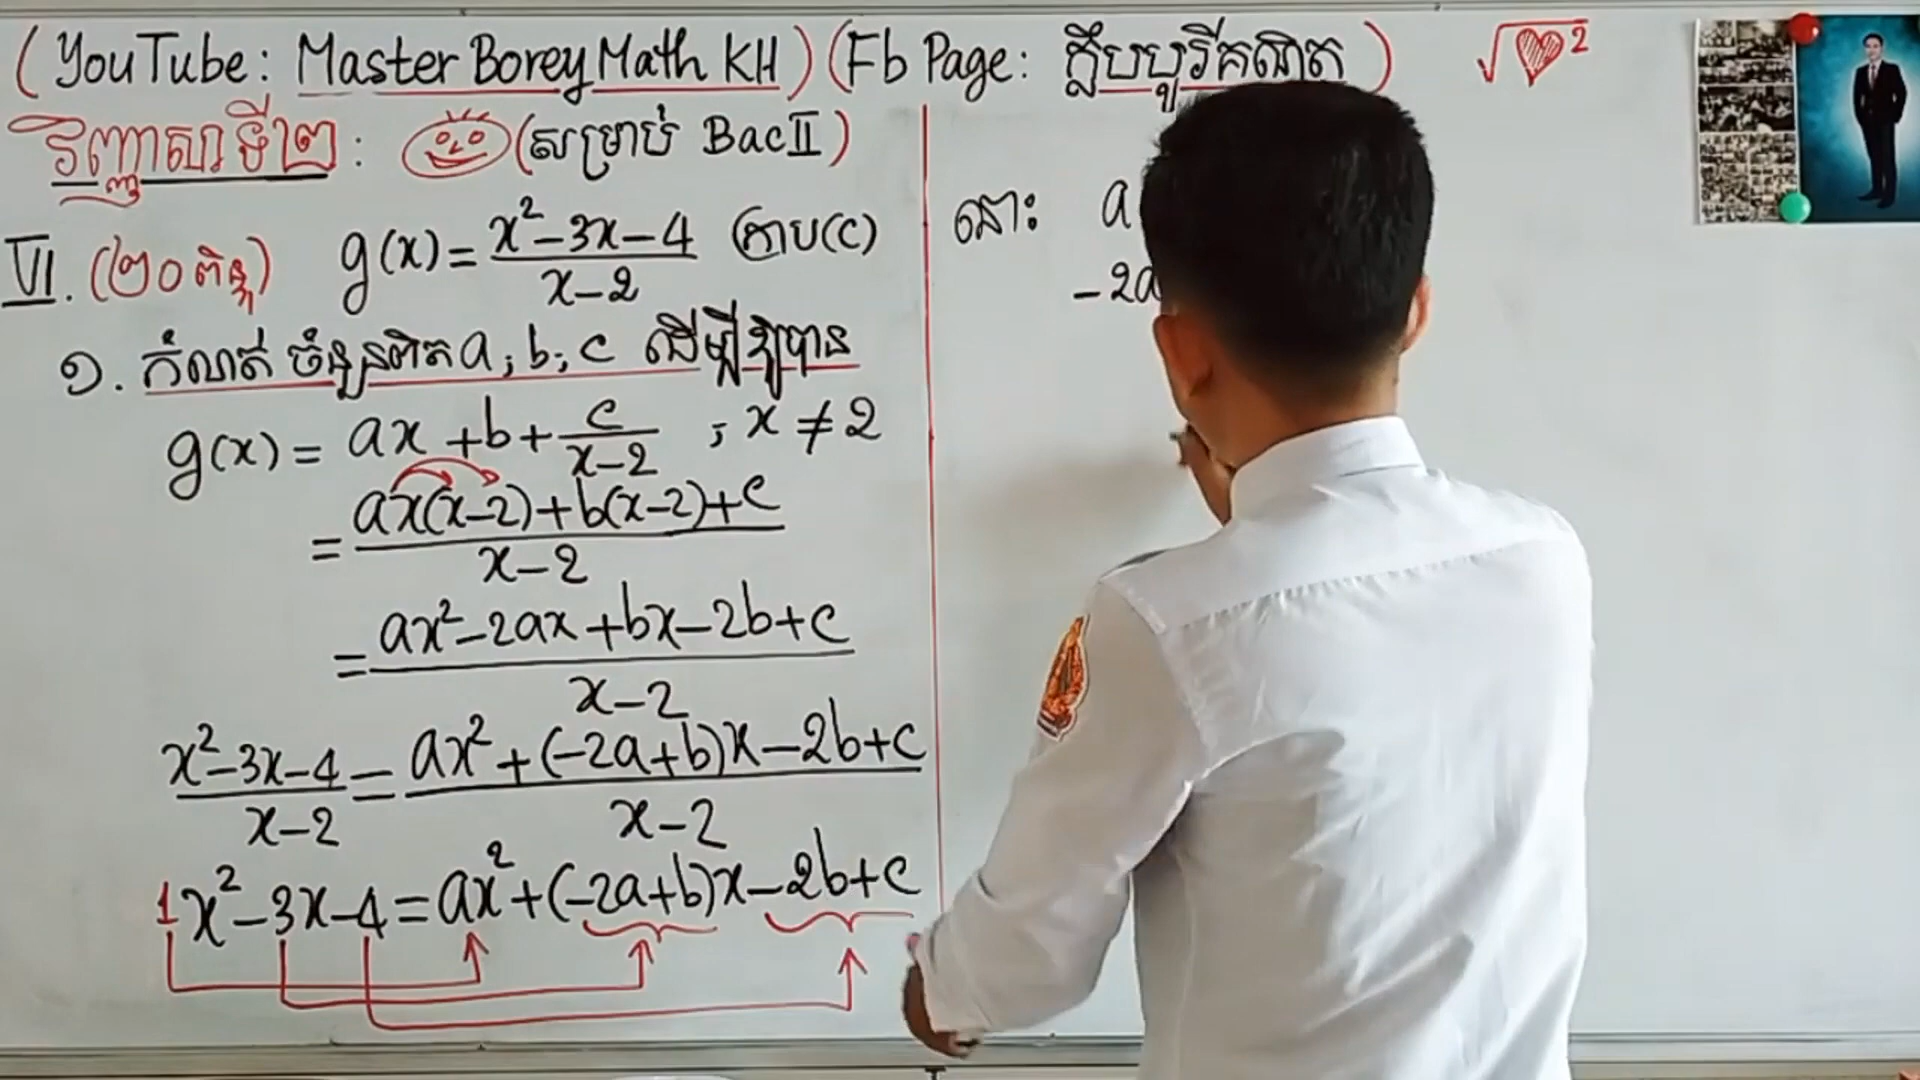 (YouTube: Master Borey Math KH) (Fb Page: ក្លឹបបូរីគណិត) √♥²
វិញ្ញាសាទី២: (សម្រាប់ BacII)
VI. (២០ពិន្ទុ) g(x) = (x²-3x-4)/(x-2) ក្រាប(c)
១. កំណត់ ចំនួនពិត a; b; c ដើម្បីឱ្យបាន
g(x) = ax + b + c/(x-2) ; x ≠ 2
= (ax(x-2)+b(x-2)+c)/(x-2)
= (ax²-2ax+bx-2b+c)/(x-2)
(x²-3x-4)/(x-2) = (ax²+(-2a+b)x-2b+c)/(x-2)
1x²-3x-4 = ax²+(-2a+b)x-2b+c
នោះ a
-2a